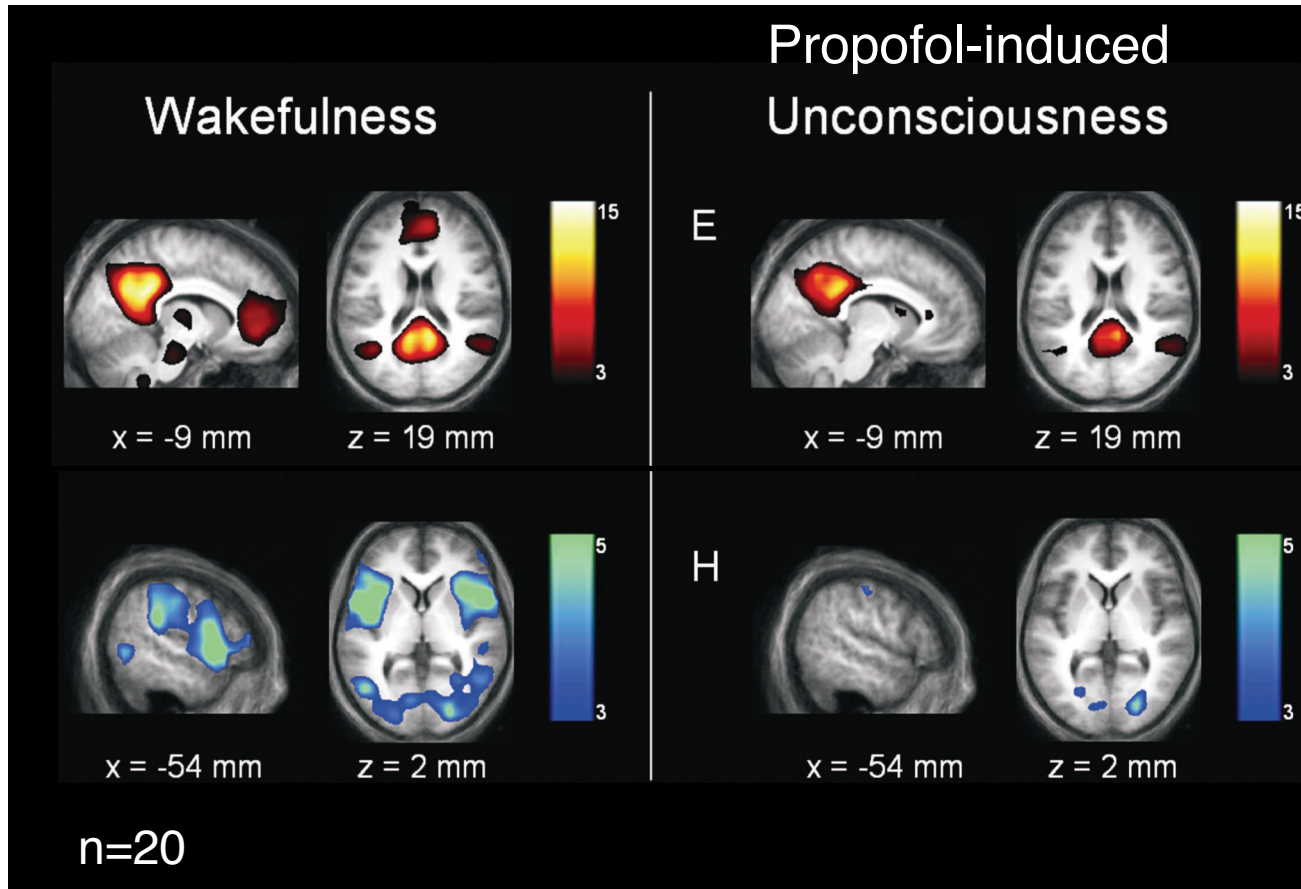 Propofol-induced
Wakefulness
Unconsciousness
15
3
x = -9 mm
z = 19 mm
E
15
3
x = -9 mm
z = 19 mm
5
3
x = -54 mm
z = 2 mm
H
5
3
x = -54 mm
z = 2 mm
n=20